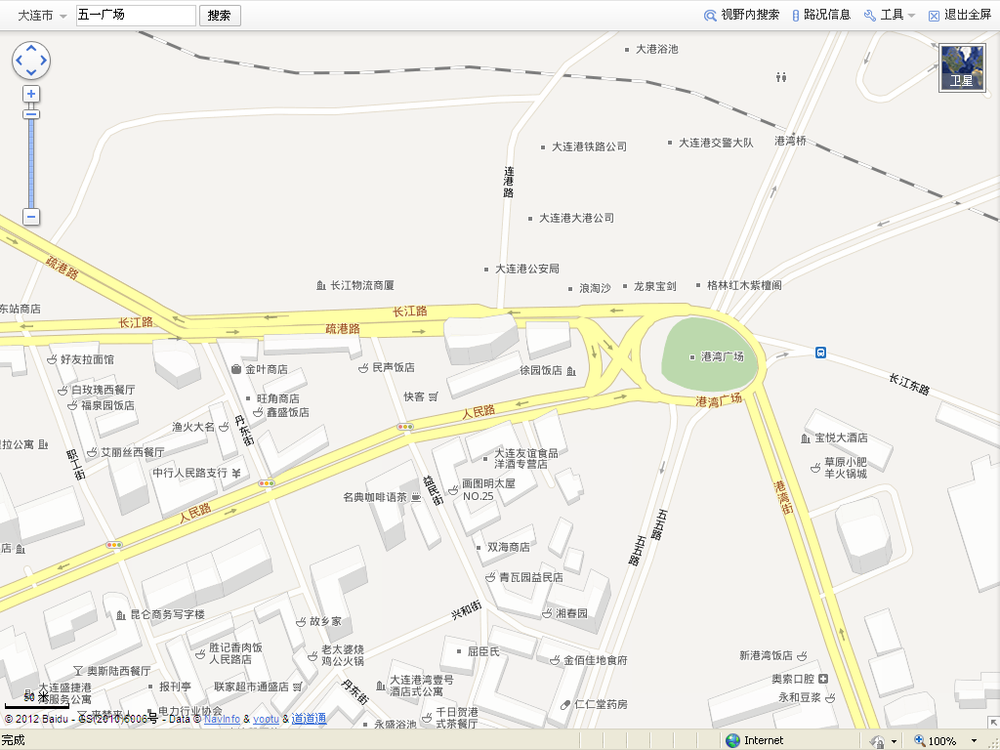 大连市
五一广场
搜索
视野内搜索
路况信息
工具
退出全屏
卫星
大港浴池
大连港铁路公司
大连港交警大队
港湾桥
连港路
大连港大港公司
疏港路
大连港公安局
长江物流商厦
浪淘沙
龙泉宝剑
格林红木紫檀阁
东站商店
长江路
长江路
疏港路
港湾广场
好友拉面馆
金叶商店
民声饭店
徐园饭店
长江东路
白玫瑰西餐厅
福泉园饭店
旺角商店
鑫盛饭店
快客
人民路
港湾广场
渔火大名
丹东街
拉公寓
艾丽丝西餐厅
职工街
中行人民路支行
大连友谊食品
洋酒专营店
宝悦大酒店
草原小肥
羊火锅城
益民街
画图明太屋
NO.25
名典咖啡语茶
港湾街
人民路
五五路
五五路
店
双海商店
青瓦园益民店
昆仑商务写字楼
故乡家
兴和街
湘春园
胜记香肉饭
人民路店
老太婆烧
鸡公火锅
屈臣氏
金佰佳地食府
新港湾饭店
奥斯陆西餐厅
奥索口腔
大连盛捷港
湾服务公寓
报刊亭
联家超市通盛店
丹东街
大连港湾壹号
酒店式公寓
永和豆浆
仁仁堂药房
50 米
电力行业协会
千日贺港
式茶餐厅
永盛浴池
© 2012 Baidu - GS(2010)6006号 - Data © NavInfo & yootu & 道道通
完成
Internet
100%